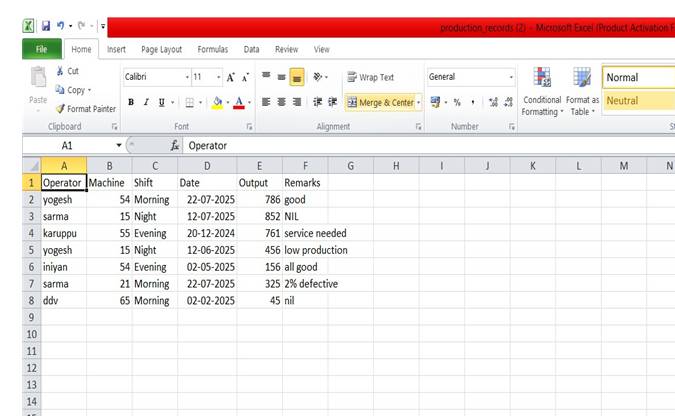 production_records (2) - Microsoft Excel (Product Activation F
File Home Insert Page Layout Formulas Data Review View
Paste
Cut
Copy
Format Painter
Clipboard
Calibri 11 A A
B I U A
Font
Wrap Text
Merge & Center
Alignment
General
% ,
Number
Conditional Formatting
Format as Table
Normal
Neutral
St
A1 fx Operator
A B C D E F G H I J K L M N
1 Operator Machine Shift Date Output Remarks
2 yogesh 54 Morning 22-07-2025 786 good
3 sarma 15 Night 12-07-2025 852 NIL
4 karuppu 55 Evening 20-12-2024 761 service needed
5 yogesh 15 Night 12-06-2025 456 low production
6 iniyan 54 Evening 02-05-2025 156 all good
7 sarma 21 Morning 22-07-2025 325 2% defective
8 ddv 65 Morning 02-02-2025 45 nil
9
10
11
12
13
14